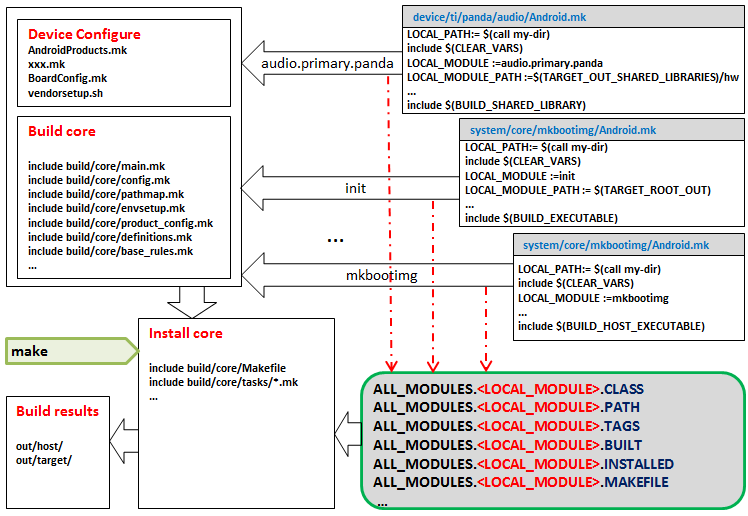 Device Configure
AndroidProducts.mk
xxx.mk
BoardConfig.mk
vendorsetup.sh
Build core
include build/core/main.mk
include build/core/config.mk
include build/core/pathmap.mk
include build/core/envsetup.mk
include build/core/product_config.mk
include build/core/definitions.mk
include build/core/base_rules.mk
...
audio.primary.panda
init
...
mkbootimg
device/ti/panda/audio/Android.mk
LOCAL_PATH:= $(call my-dir)
include $(CLEAR_VARS)
LOCAL_MODULE :=audio.primary.panda
LOCAL_MODULE_PATH :=$(TARGET_OUT_SHARED_LIBRARIES)/hw
...
include $(BUILD_SHARED_LIBRARY)
system/core/mkbootimg/Android.mk
LOCAL_PATH:= $(call my-dir)
include $(CLEAR_VARS)
LOCAL_MODULE :=init
LOCAL_MODULE_PATH := $(TARGET_ROOT_OUT)
...
include $(BUILD_EXECUTABLE)
system/core/mkbootimg/Android.mk
LOCAL_PATH:= $(call my-dir)
include $(CLEAR_VARS)
LOCAL_MODULE :=mkbootimg
...
include $(BUILD_HOST_EXECUTABLE)
make
Install core
include build/core/Makefile
include build/core/tasks/*.mk
...
Build results
out/host/
out/target/
ALL_MODULES.<LOCAL_MODULE>.CLASS
ALL_MODULES.<LOCAL_MODULE>.PATH
ALL_MODULES.<LOCAL_MODULE>.TAGS
ALL_MODULES.<LOCAL_MODULE>.BUILT
ALL_MODULES.<LOCAL_MODULE>.INSTALLED
ALL_MODULES.<LOCAL_MODULE>.MAKEFILE
...